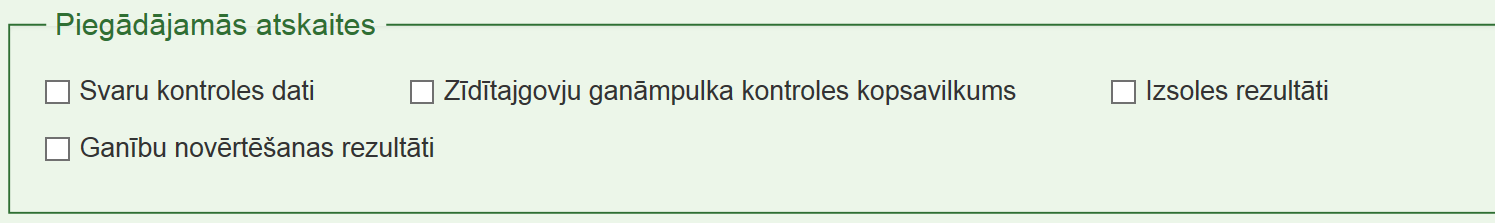 Piegādājamās atskaites
Svaru kontroles dati Zīdītajgovju ganāmpulka kontroles kopsavilkums Izsoles rezultāti
Ganību novērtēšanas rezultāti